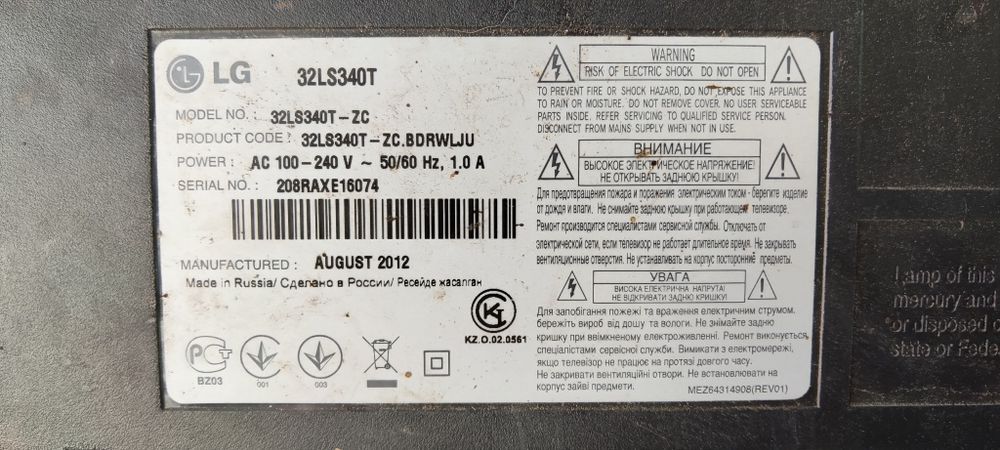 LG 32LS340T
MODEL NO. : 32LS340T-ZC
PRODUCT CODE : 32LS340T-ZC.BDRWLJU
POWER : AC 100-240 V ~ 50/60 Hz, 1.0 A
SERIAL NO. : 208RAXE16074
MANUFACTURED : AUGUST 2012
Made in Russia/ Сделано в России/ Ресейде жасалган
KZ.O.02.0561
BZ03
001
003
WARNING
RISK OF ELECTRIC SHOCK DO NOT OPEN
TO PREVENT FIRE OR SHOCK HAZARD, DO NOT EXPOSE THIS APPLIANCE
TO RAIN OR MOISTURE. DO NOT REMOVE COVER. NO USER SERVICEABLE
PARTS INSIDE. REFER SERVICING TO QUALIFIED SERVICE PERSON.
DISCONNECT FROM MAINS SUPPLY WHEN NOT IN USE.
ВНИМАНИЕ
ВЫСОКОЕ ЭЛЕКТРИЧЕСКОЕ НАПРЯЖЕНИЕ!
НЕ ОТКРЫВАТЬ ЗАДНЮЮ КРЫШКУ!
Для предотвращения пожара и поражения электрическим током - берегите изделие
от дождя и влаги. Не снимайте заднюю крышку при работающем телевизоре.
Ремонт производится специалистами сервисной службы. Отключать от
электрической сети, если телевизор не работает длительное время. Не закрывать
вентиляционные отверстия. Не устанавливать на корпус посторонние предметы.
УВАГА
ВИСОКА ЕЛЕКТРИЧНА НАПРУГА!
НЕ ВІДКРИВАТИ ЗАДНЮ КРИШКУ!
Для запобігання пожежі та враження електричним струмом,
бережіть виріб від дошу та вологи. Не знімайте задню
кришку при ввімкненому електроживленні. Ремонт виконується
спеціалістами сервісної служби. Вимикати з електромережі,
якщо телевізор не працює на протязі довгого часу.
Не закривати вентиляційні отвори. Не встановлювати на
корпус зайві предмети.
MEZ64314908(REV01)
Lamp of this
mercury and
or disposed
state or Fede